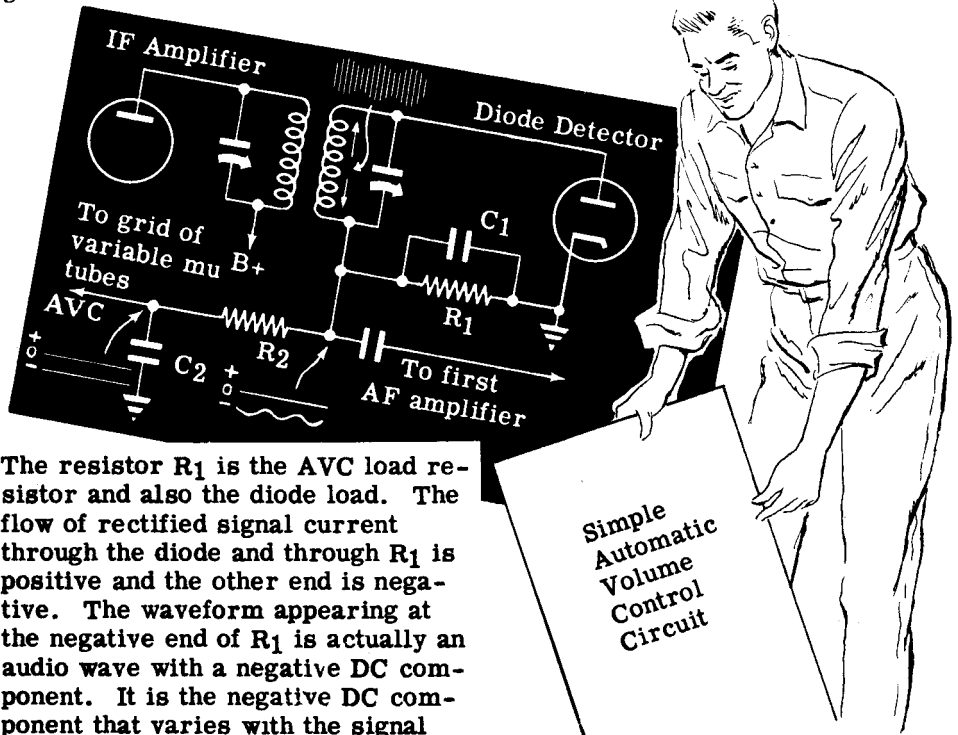 IF Amplifier
Diode Detector
To grid of
variable mu
tubes
B+
C1
R1
AVC
+
0
-
C2
R2
+
0
-
To first
AF amplifier
Simple
Automatic
Volume
Control
Circuit
The resistor R1 is the AVC load re-
sistor and also the diode load. The
flow of rectified signal current
through the diode and through R1 is
positive and the other end is nega-
tive. The waveform appearing at
the negative end of R1 is actually an
audio wave with a negative DC com-
ponent. It is the negative DC com-
ponent that varies with the signal